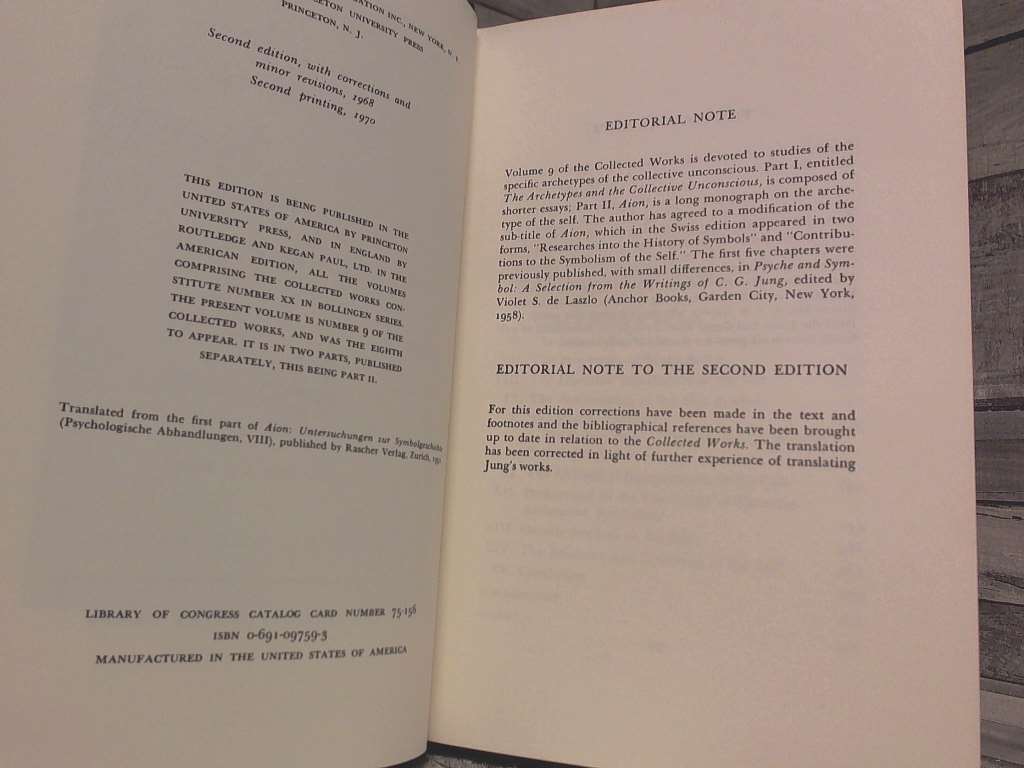 ATION INC., NEW YORK, N. Y.
ETON UNIVERSITY PRESS
PRINCETON, N. J.
Second edition, with corrections and
minor revisions, 1968
Second printing, 1970
THIS EDITION IS BEING PUBLISHED IN THE
UNITED STATES OF AMERICA BY PRINCETON
UNIVERSITY PRESS, AND IN ENGLAND BY
ROUTLEDGE AND KEGAN PAUL, LTD. IN THE
AMERICAN EDITION, ALL THE VOLUMES
COMPRISING THE COLLECTED WORKS CON-
STITUTE NUMBER XX IN BOLLINGEN SERIES.
THE PRESENT VOLUME IS NUMBER 9 OF THE
COLLECTED WORKS, AND WAS THE EIGHTH
TO APPEAR. IT IS IN TWO PARTS, PUBLISHED
SEPARATELY, THIS BEING PART II.
Translated from the first part of Aion: Untersuchungen zur Symbolgeschichte
(Psychologische Abhandlungen, VIII), published by Rascher Verlag, Zurich,
LIBRARY OF CONGRESS CATALOG CARD NUMBER 75-156
ISBN 0-691-09759-3
MANUFACTURED IN THE UNITED STATES OF AMERICA
EDITORIAL NOTE
Volume 9 of the Collected Works is devoted to studies of the
specific archetypes of the collective unconscious. Part I, entitled
The Archetypes and the Collective Unconscious, is composed of
shorter essays; Part II, Aion, is a long monograph on the arche-
type of the self. The author has agreed to a modification of the
sub-title of Aion, which in the Swiss edition appeared in two
forms, "Researches into the History of Symbols" and "Contribu-
tions to the Symbolism of the Self." The first five chapters were
previously published, with small differences, in Psyche and Sym-
bol: A Selection from the Writings of C. G. Jung, edited by
Violet S. de Laszlo (Anchor Books, Garden City, New York,
1958).
EDITORIAL NOTE TO THE SECOND EDITION
For this edition corrections have been made in the text and
footnotes and the bibliographical references have been brought
up to date in relation to the Collected Works. The translation
has been corrected in light of further experience of translating
Jung's works.